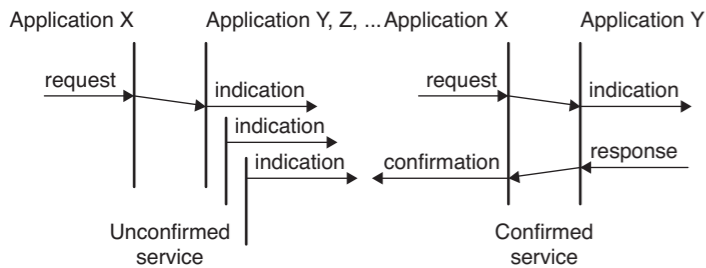 Application X
Application Y, Z, ...
Application X
Application Y
request
indication
request
indication
indication
indication
confirmation
response
Unconfirmed
service
Confirmed
service